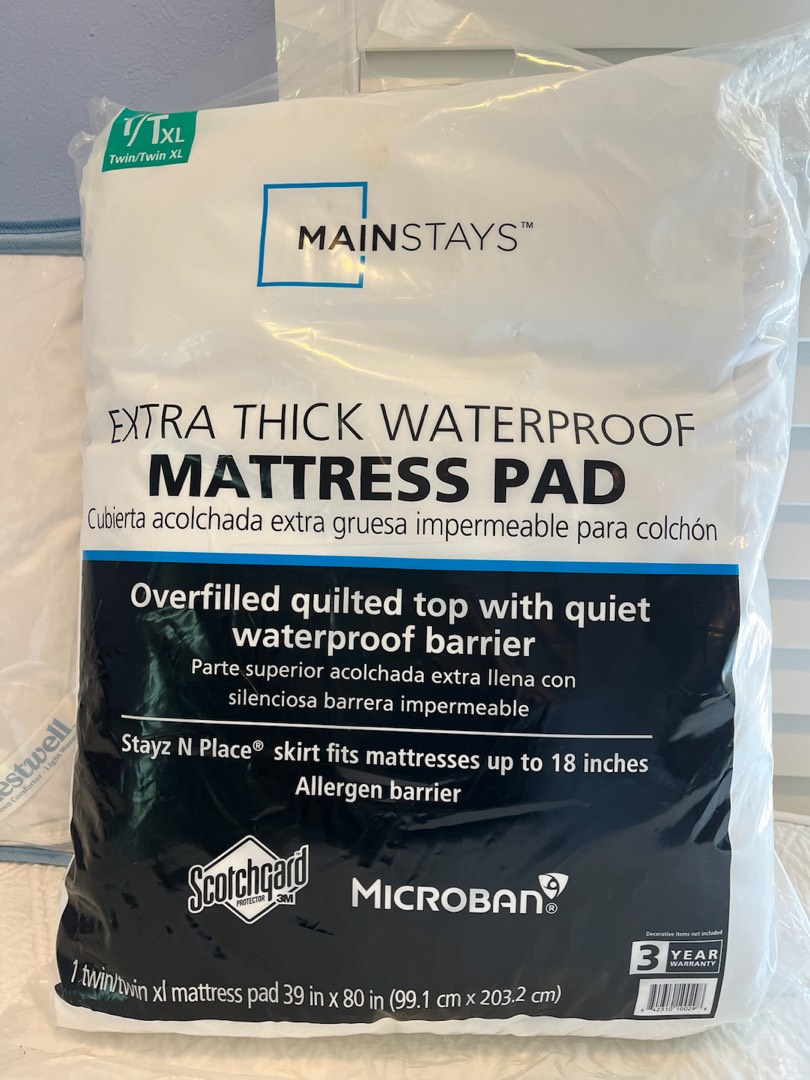 T/TXL
Twin/Twin XL
MAINSTAYS™
EXTRA THICK WATERPROOF
MATTRESS PAD
Cubierta acolchada extra gruesa impermeable para colchón
Overfilled quilted top with quiet
waterproof barrier
Parte superior acolchada extra llena con
silenciosa barrera impermeable
Stayz N Place® skirt fits mattresses up to 18 inches
Allergen barrier
Scotchgard™
PROTECTOR 3M
MICROBAN®
Decorative items not included
3 YEAR
WARRANTY
1 twin/twin xl mattress pad 39 in x 80 in (99.1 cm x 203.2 cm)